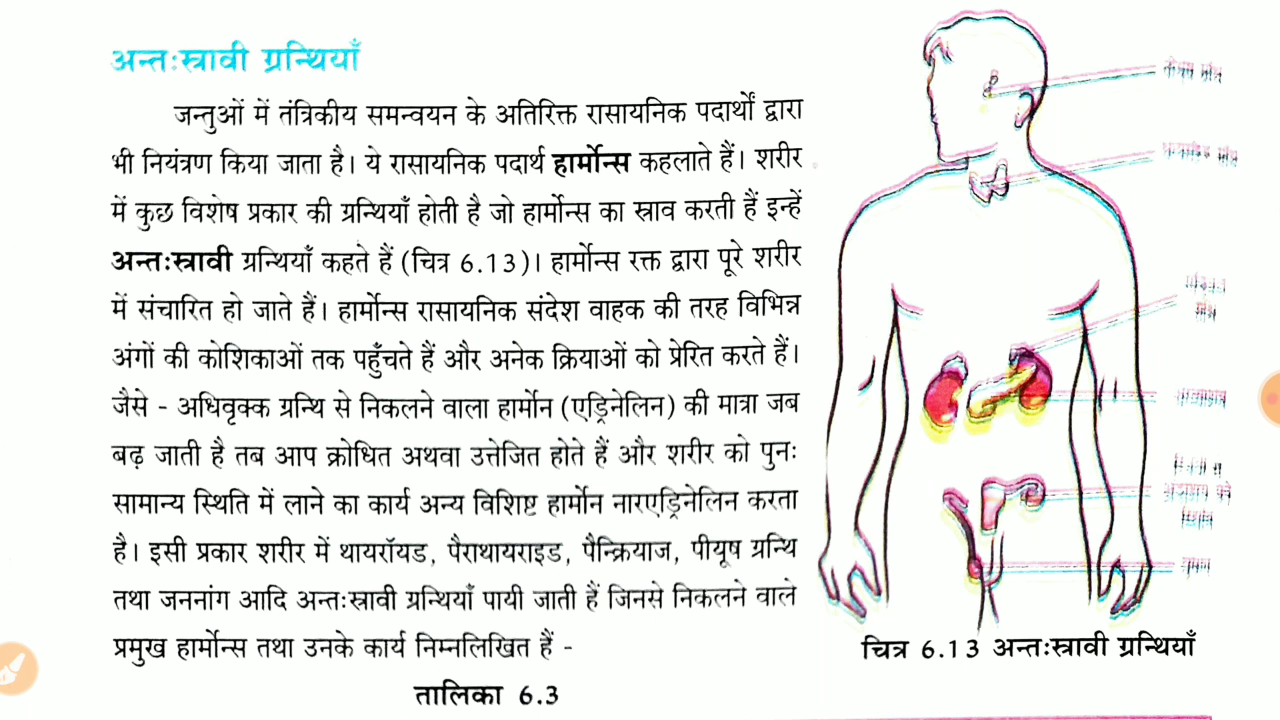 अन्तःस्त्रावी ग्रन्थियाँ
जन्तुओं में तंत्रिकीय समन्वयन के अतिरिक्त रासायनिक पदार्थों द्वारा
भी नियंत्रण किया जाता है। ये रासायनिक पदार्थ हार्मोन्स कहलाते हैं। शरीर
में कुछ विशेष प्रकार की ग्रन्थियाँ होती है जो हार्मोन्स का स्राव करती हैं इन्हें
अन्तःस्त्रावी ग्रन्थियाँ कहते हैं (चित्र 6.13)। हार्मोन्स रक्त द्वारा पूरे शरीर
में संचारित हो जाते हैं। हार्मोन्स रासायनिक संदेश वाहक की तरह विभिन्न
अंगों की कोशिकाओं तक पहुँचते हैं और अनेक क्रियाओं को प्रेरित करते हैं।
जैसे - अधिवृक्क ग्रन्थि से निकलने वाला हार्मोन (एड्रिनेलिन) की मात्रा जब
बढ़ जाती है तब आप क्रोधित अथवा उत्तेजित होते हैं और शरीर को पुनः
सामान्य स्थिति में लाने का कार्य अन्य विशिष्ट हार्मोन नारएड्रिनेलिन करता
है। इसी प्रकार शरीर में थायरॉयड, पैराथायराइड, पैन्क्रियाज, पीयूष ग्रन्थि
तथा जननांग आदि अन्तःस्त्रावी ग्रन्थियाँ पायी जाती हैं जिनसे निकलने वाले
प्रमुख हार्मोन्स तथा उनके कार्य निम्नलिखित हैं -
तालिका 6.3
चित्र 6.13 अन्तःस्त्रावी ग्रन्थियाँ